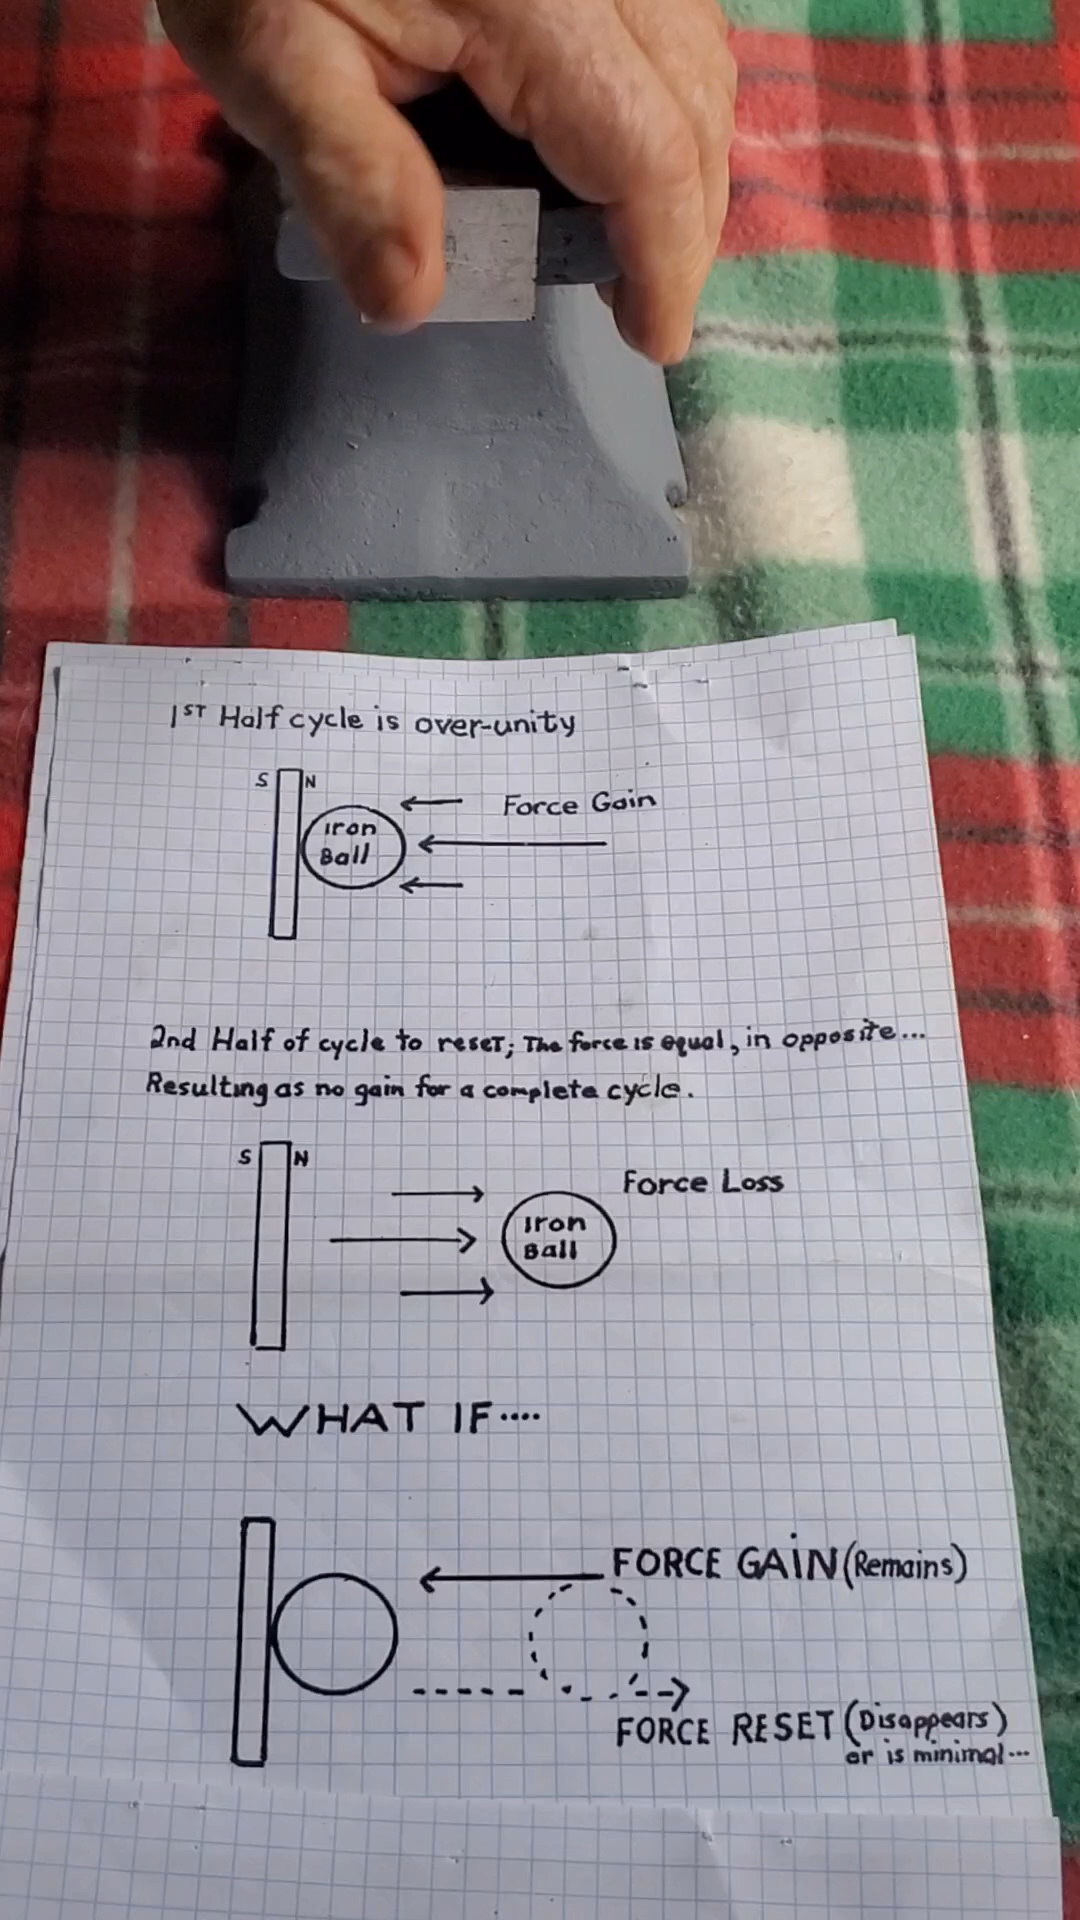 1ST Half cycle is over-unity
S N
Force Gain
Iron
Ball
2nd Half of cycle to reset; The force is equal, in opposite...
Resulting as no gain for a complete cycle.
S N
Force Loss
Iron
Ball
WHAT IF....
FORCE GAIN (Remains)
FORCE RESET (Disappears)
or is minimal...